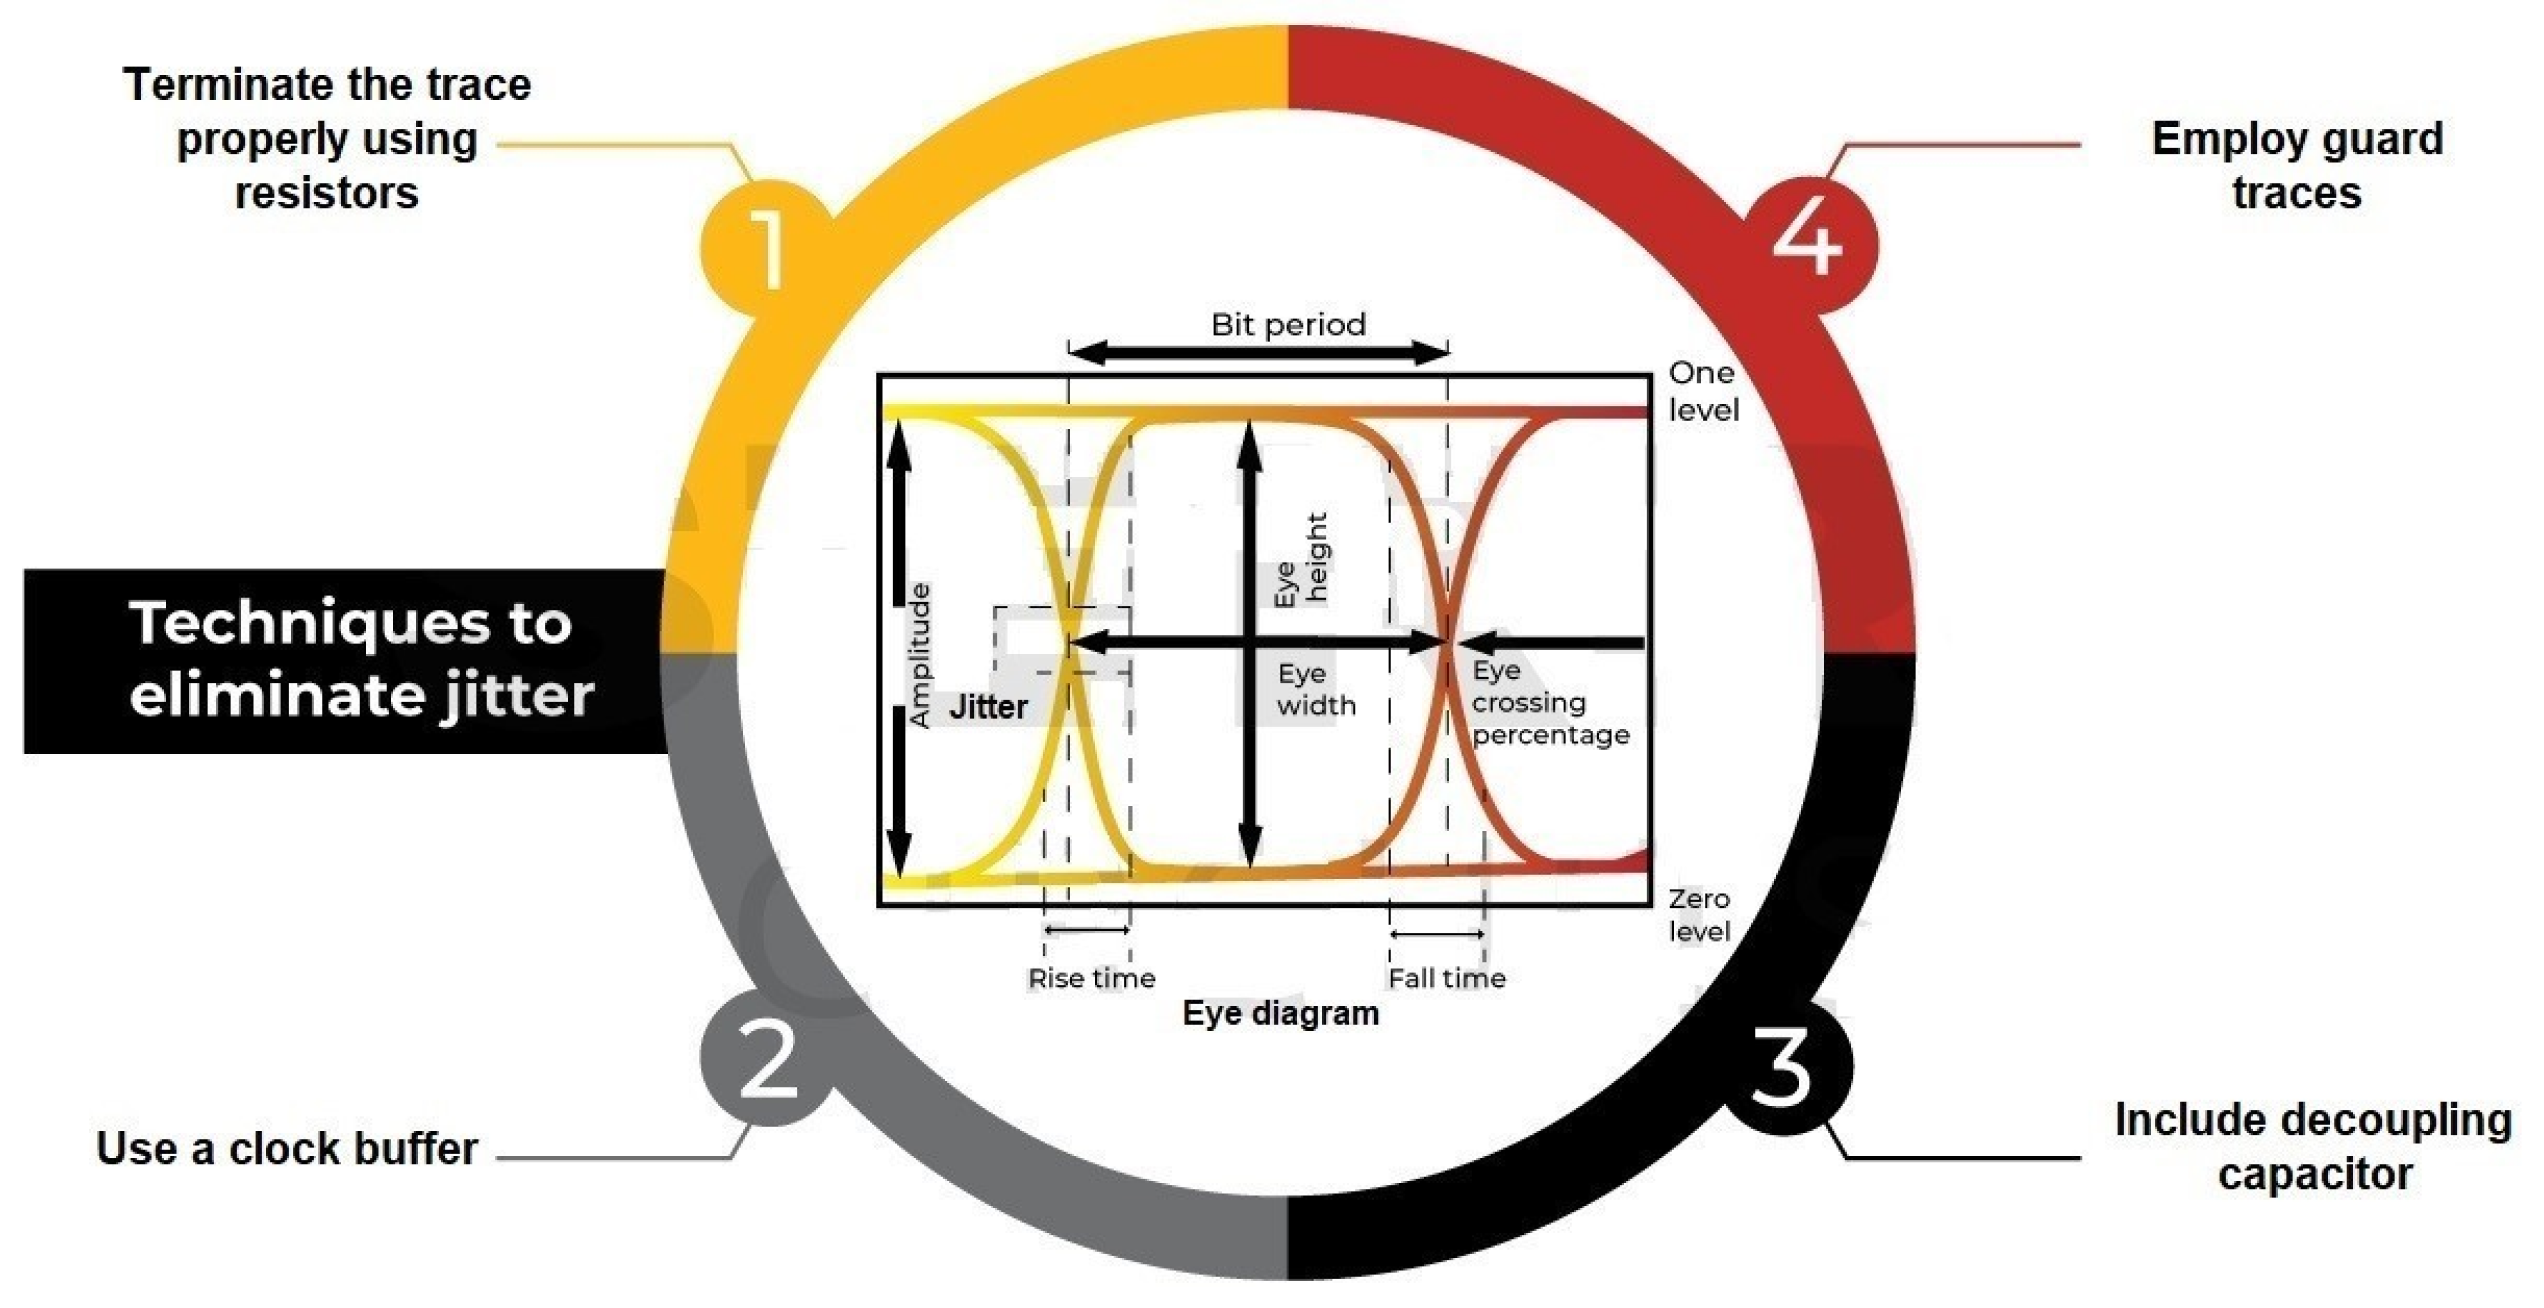 Terminate the trace
properly using
resistors
1
4
Employ guard
traces
Techniques to
eliminate jitter
Bit period
One
level
Amplitude
Jitter
Eye
height
Eye
width
Eye
crossing
percentage
Zero
level
Rise time
Fall time
Eye diagram
2
Use a clock buffer
3
Include decoupling
capacitor